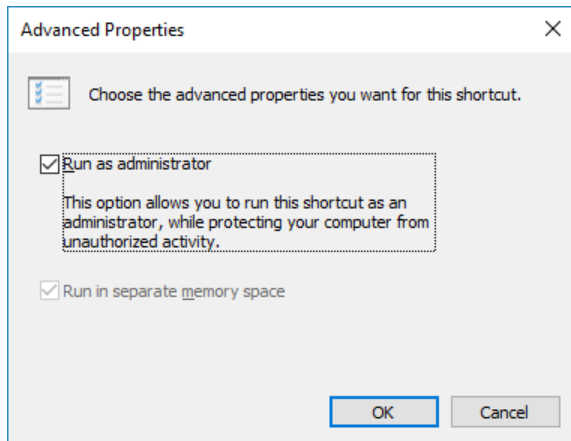 Advanced Properties
Choose the advanced properties you want for this shortcut.
Run as administrator
This option allows you to run this shortcut as an
administrator, while protecting your computer from
unauthorized activity.
Run in separate memory space
OK
Cancel